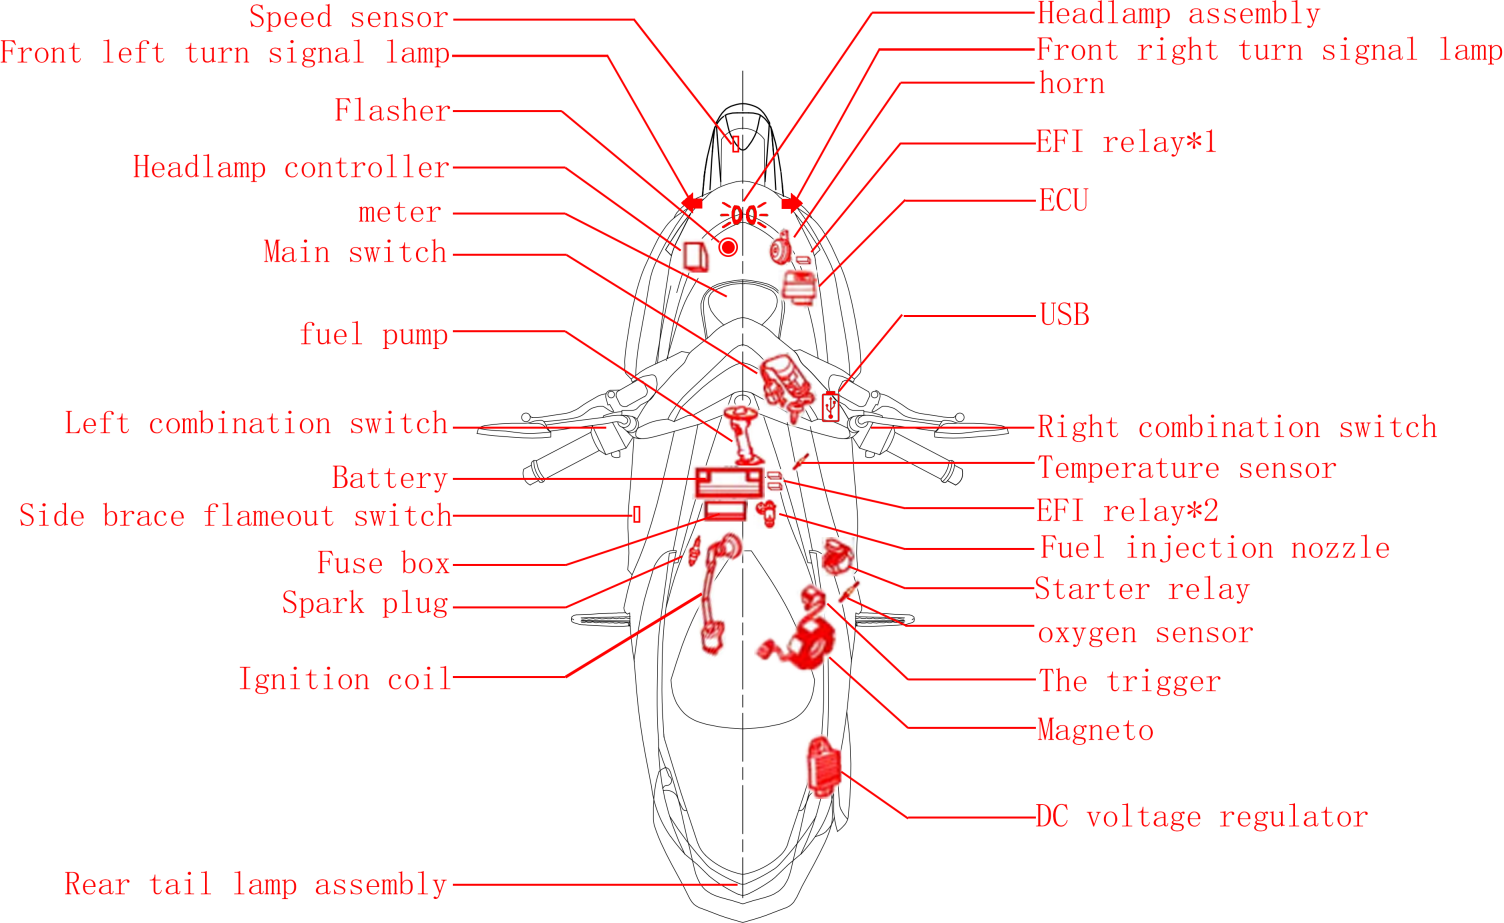 Speed sensor
Front left turn signal lamp
Flasher
Headlamp controller
meter
Main switch
fuel pump
Left combination switch
Battery
Side brace flameout switch
Fuse box
Spark plug
Ignition coil
Rear tail lamp assembly
Headlamp assembly
Front right turn signal lamp
horn
EFI relay*1
ECU
USB
Right combination switch
Temperature sensor
EFI relay*2
Fuel injection nozzle
Starter relay
oxygen sensor
The trigger
Magneto
DC voltage regulator